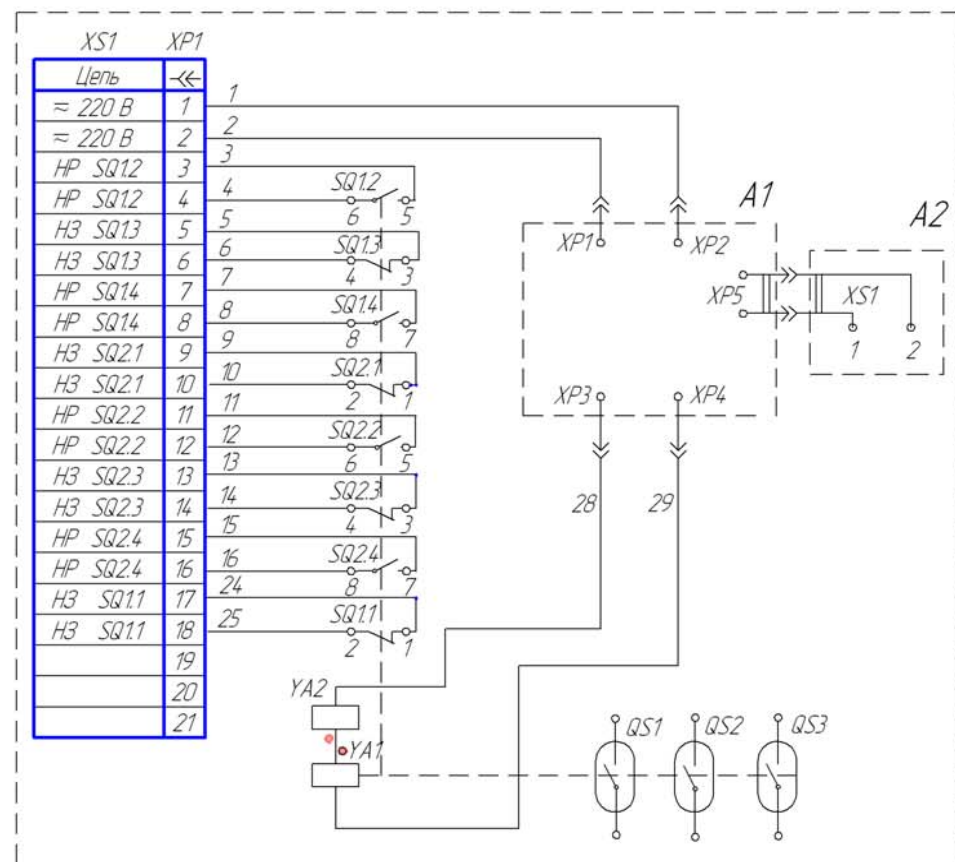 XS1 XP1
Цепь
≈ 220 В 1 1
≈ 220 В 2 2
НР SQ1.2 3 3
НР SQ1.2 4 4 SQ1.2 6 5
НЗ SQ1.3 5 5
НЗ SQ1.3 6 6 SQ1.3 4 3
НР SQ1.4 7 7
НР SQ1.4 8 8 SQ1.4 8 7
НЗ SQ2.1 9 9
НЗ SQ2.1 10 10 SQ2.1 2 1
НР SQ2.2 11 11
НР SQ2.2 12 12 SQ2.2 6 5
НЗ SQ2.3 13 13
НЗ SQ2.3 14 14 SQ2.3 4 3
НР SQ2.4 15 15
НР SQ2.4 16 16 SQ2.4 8 7
НЗ SQ1.1 17 24
НЗ SQ1.1 18 25 SQ1.1 2 1
19
20
21
A1
XP1 XP2
XP5
XP3 XP4
A2
XS1
1 2
28 29
YA2
YA1
QS1 QS2 QS3